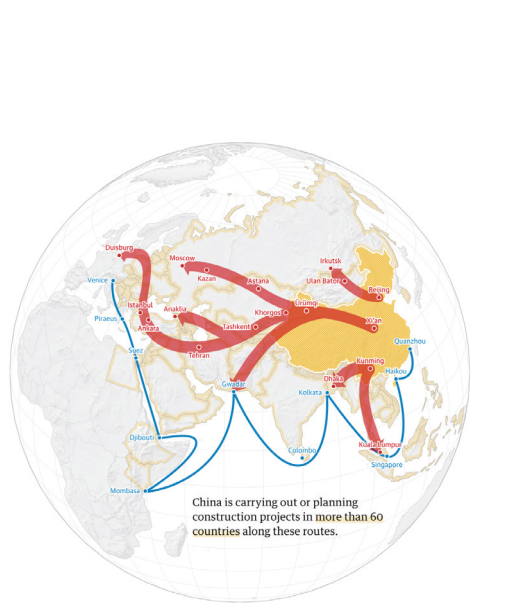 Duisburg
Moscow
Irkutsk
Kazan
Venice
Astana
Ulan Bator
Beijing
Istanbul
Anaklia
Ürümqi
Khorgos
Piraeus
Ankara
Tashkent
Xi'an
Quanzhou
Suez
Tehran
Kunming
Haikou
Gwadar
Dhaka
Kolkata
Djibouti
Colombo
Kuala Lumpur
Singapore
Mombasa
China is carrying out or planning
construction projects in more than 60
countries along these routes.